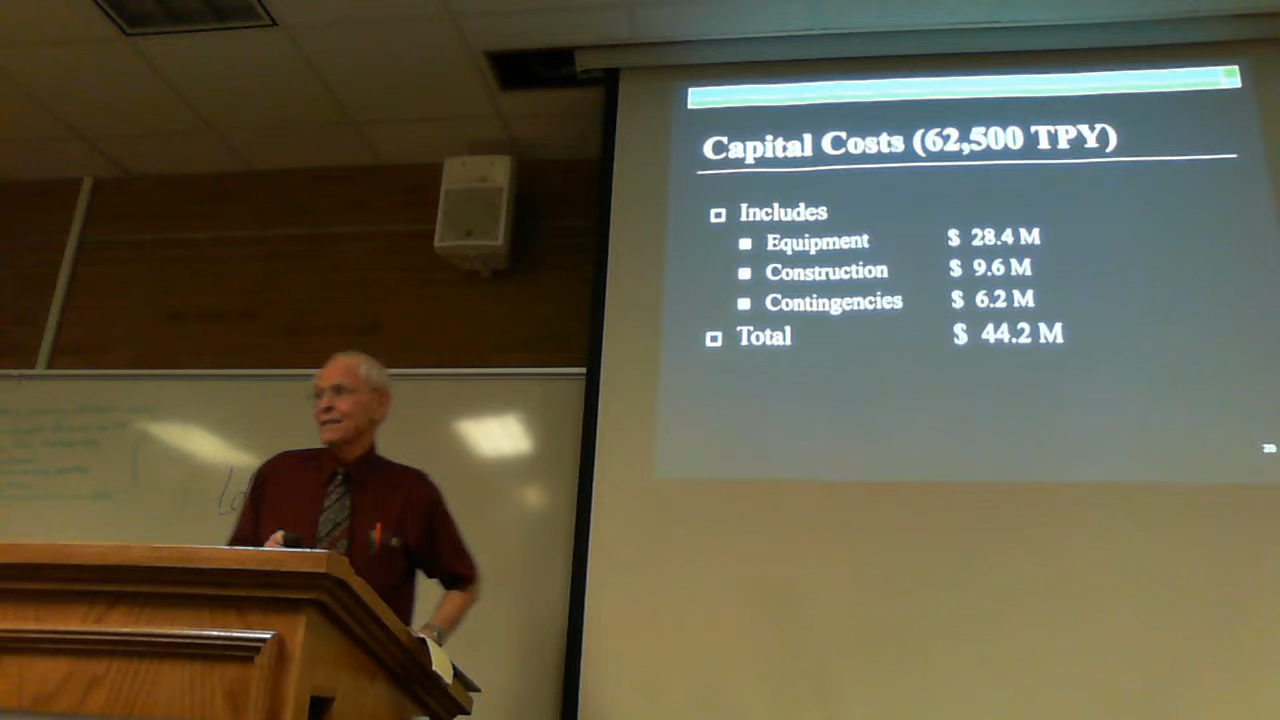 Capital Costs (62,500 TPY)
Includes
Equipment $ 28.4 M
Construction $ 9.6 M
Contingencies $ 6.2 M
Total $ 44.2 M